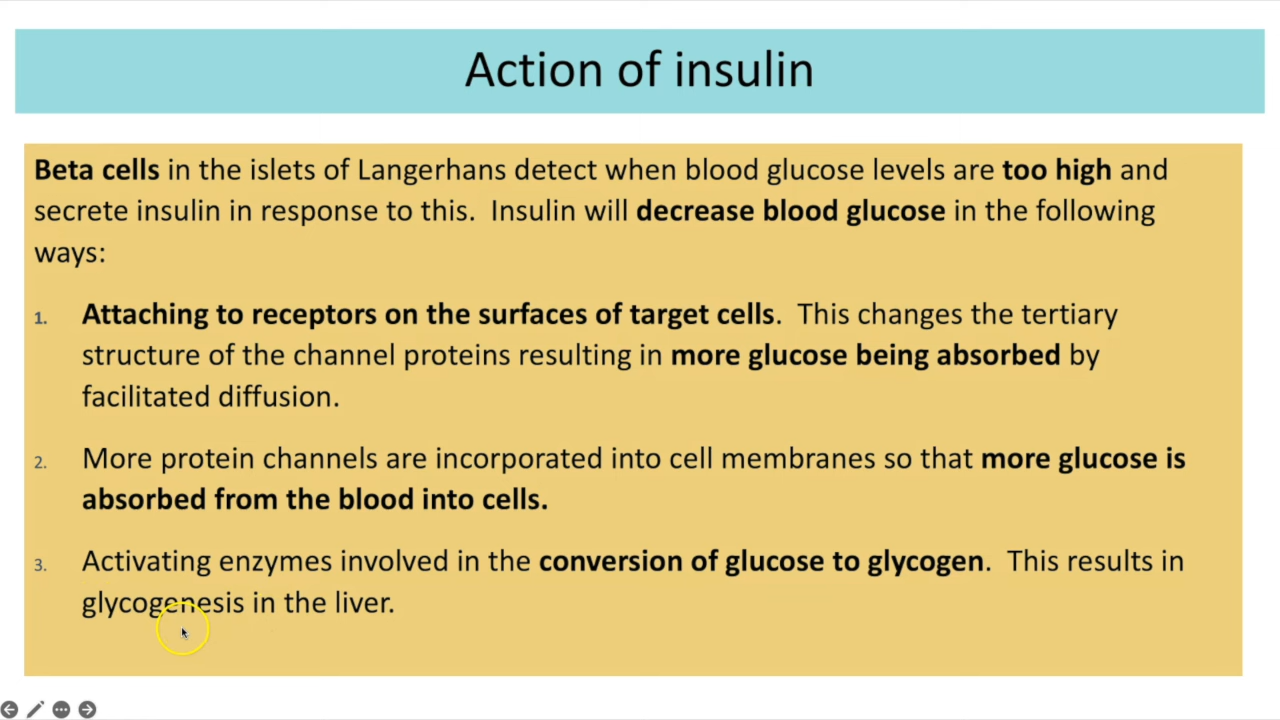 Action of insulin
Beta cells in the islets of Langerhans detect when blood glucose levels are too high and
secrete insulin in response to this.  Insulin will decrease blood glucose in the following
ways:
1. Attaching to receptors on the surfaces of target cells.  This changes the tertiary
structure of the channel proteins resulting in more glucose being absorbed by
facilitated diffusion.
2. More protein channels are incorporated into cell membranes so that more glucose is
absorbed from the blood into cells.
3. Activating enzymes involved in the conversion of glucose to glycogen.  This results in
glycogenesis in the liver.